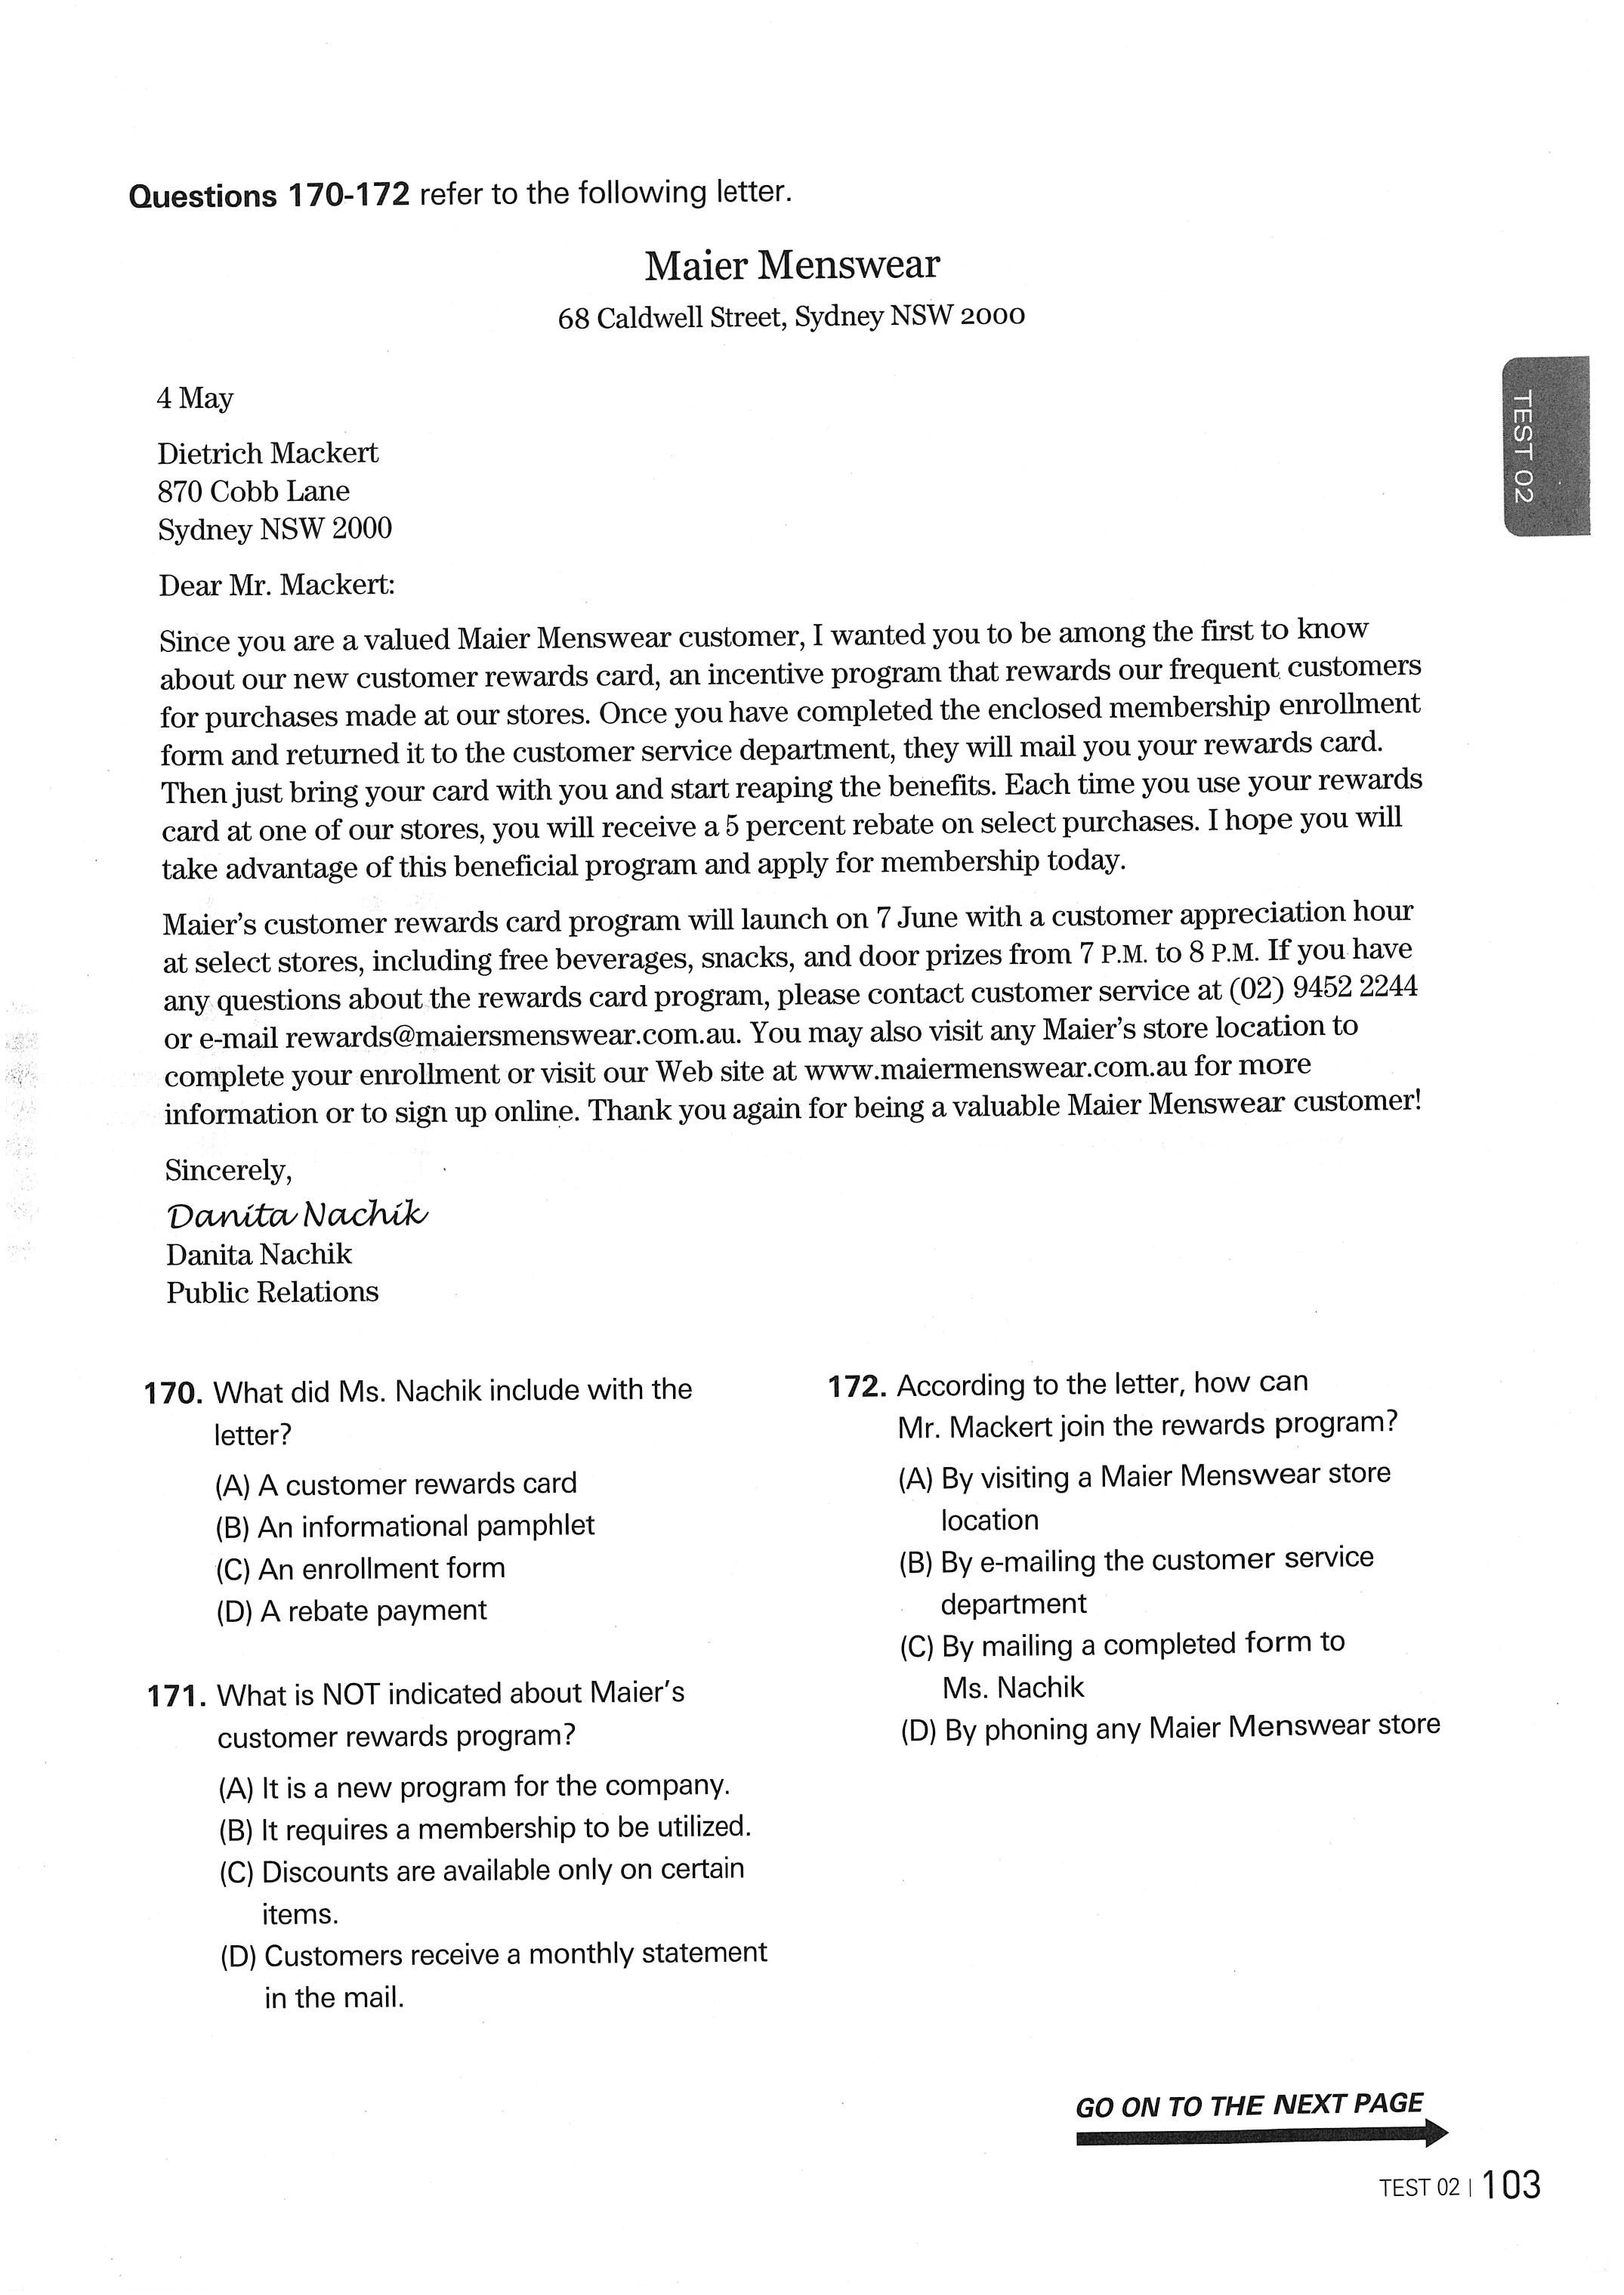 Questions 170-172 refer to the following letter.
Maier Menswear
68 Caldwell Street, Sydney NSW 2000
4 May
Dietrich Mackert
870 Cobb Lane
Sydney NSW 2000
Dear Mr. Mackert:
Since you are a valued Maier Menswear customer, I wanted you to be among the first to know
about our new customer rewards card, an incentive program that rewards our frequent customers
for purchases made at our stores. Once you have completed the enclosed membership enrollment
form and returned it to the customer service department, they will mail you your rewards card.
Then just bring your card with you and start reaping the benefits. Each time you use your rewards
card at one of our stores, you will receive a 5 percent rebate on select purchases. I hope you will
take advantage of this beneficial program and apply for membership today.
Maier's customer rewards card program will launch on 7 June with a customer appreciation hour
at select stores, including free beverages, snacks, and door prizes from 7 P.M. to 8 P.M. If you have
any questions about the rewards card program, please contact customer service at (02) 9452 2244
or e-mail rewards@maiersmenswear.com.au. You may also visit any Maier's store location to
complete your enrollment or visit our Web site at www.maiermenswear.com.au for more
information or to sign up online. Thank you again for being a valuable Maier Menswear customer!
Sincerely,
Danita Nachik
Danita Nachik
Public Relations
170. What did Ms. Nachik include with the
letter?
(A) A customer rewards card
(B) An informational pamphlet
(C) An enrollment form
(D) A rebate payment
171. What is NOT indicated about Maier's
customer rewards program?
(A) It is a new program for the company.
(B) It requires a membership to be utilized.
(C) Discounts are available only on certain
items.
(D) Customers receive a monthly statement
in the mail.
172. According to the letter, how can
Mr. Mackert join the rewards program?
(A) By visiting a Maier Menswear store
location
(B) By e-mailing the customer service
department
(C) By mailing a completed form to
Ms. Nachik
(D) By phoning any Maier Menswear store
TEST 02
GO ON TO THE NEXT PAGE
TEST 02 | 103